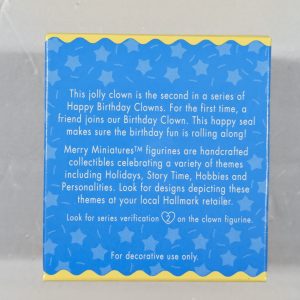 This jolly clown is the second in a series of
Happy Birthday Clowns. For the first time, a
friend joins our Birthday Clown. This happy seal
makes sure the birthday fun is rolling along!
Merry Miniatures™ figurines are handcrafted
collectibles celebrating a variety of themes
including Holidays, Story Time, Hobbies and
Personalities. Look for designs depicting these
themes at your local Hallmark retailer.
Look for series verification 2 on the clown figurine.
For decorative use only.